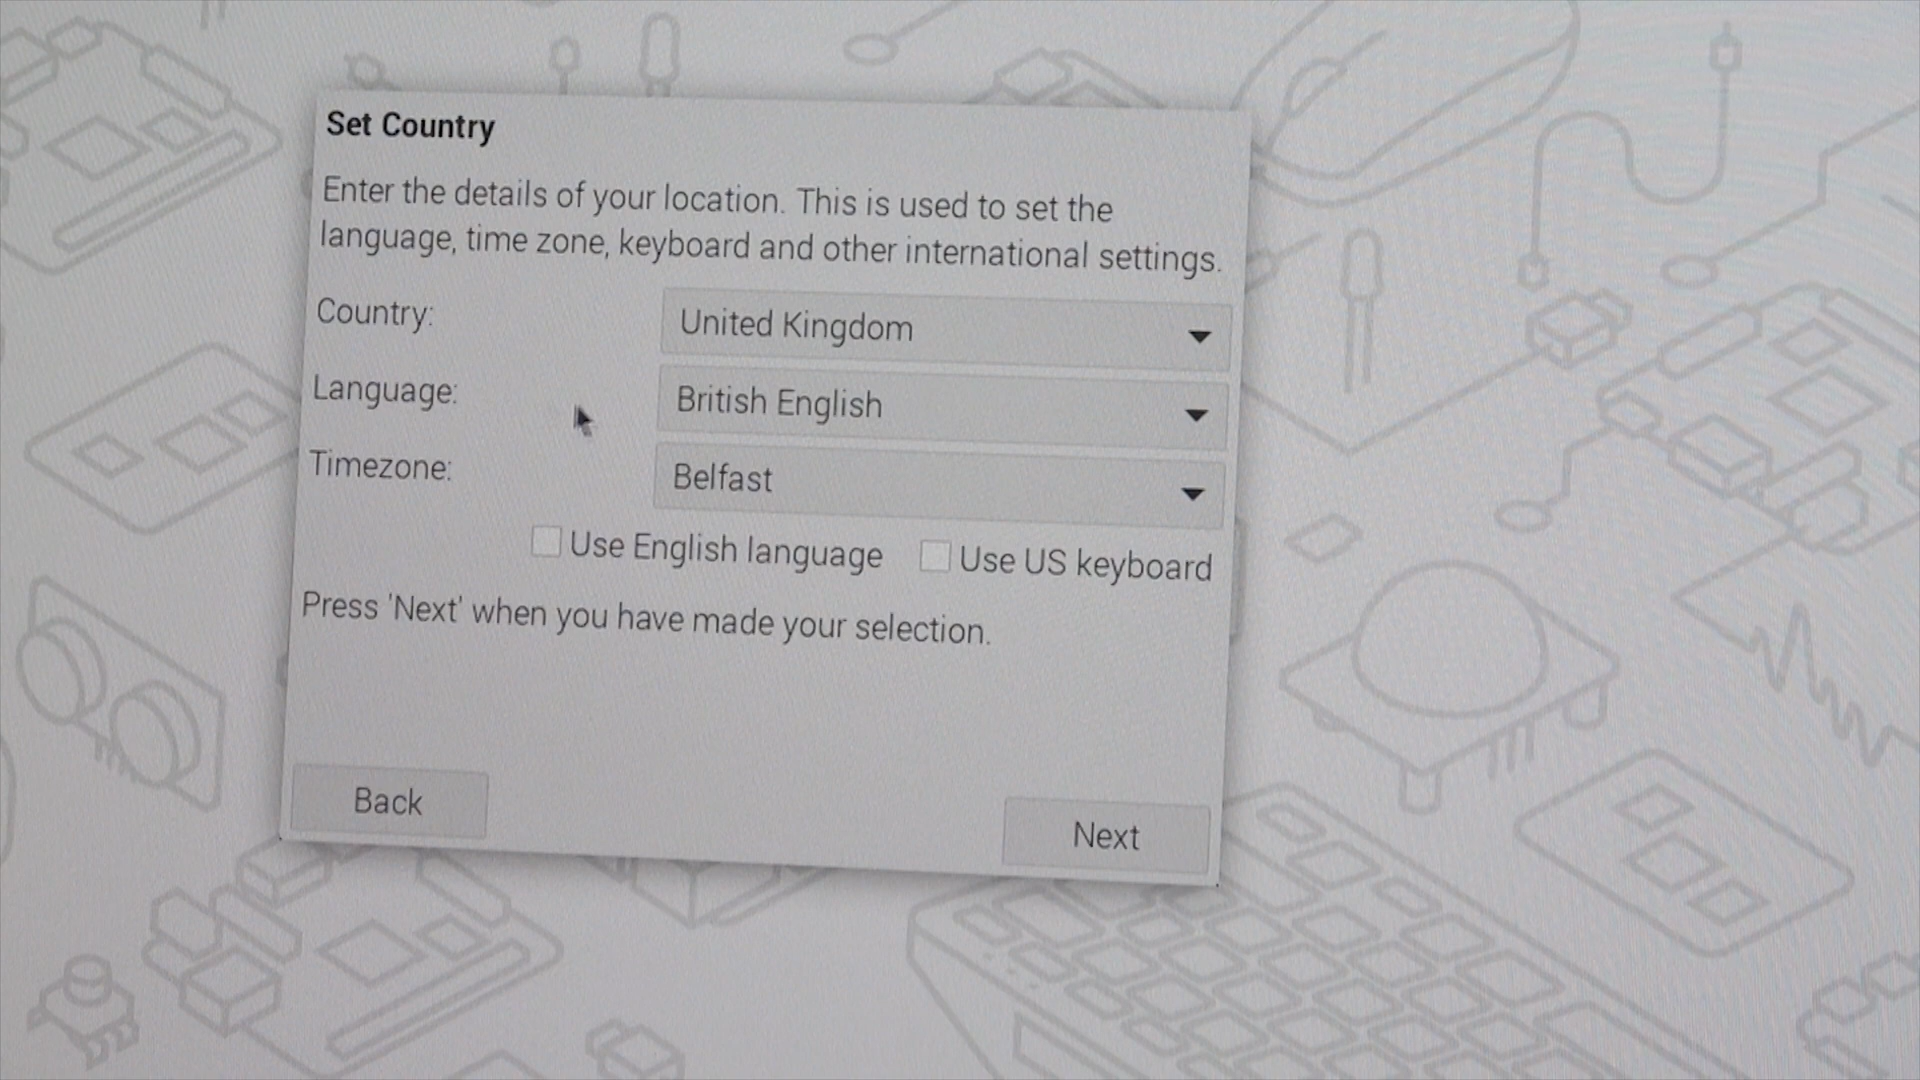 Set Country
Enter the details of your location. This is used to set the
language, time zone, keyboard and other international settings.
Country: United Kingdom
Language: British English
Timezone: Belfast
Use English language Use US keyboard
Press 'Next' when you have made your selection.
Back Next